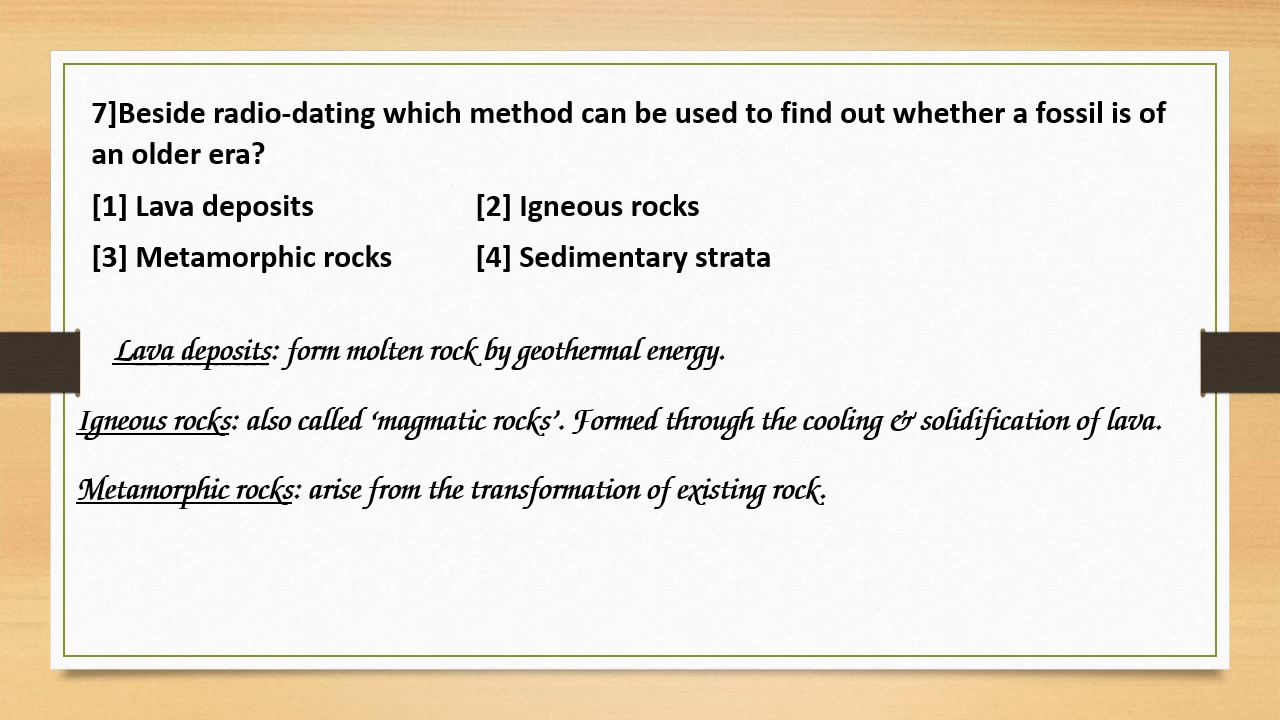 7]Beside radio-dating which method can be used to find out whether a fossil is of
an older era?
[1] Lava deposits [2] Igneous rocks
[3] Metamorphic rocks [4] Sedimentary strata
Lava deposits: form molten rock by geothermal energy.
Igneous rocks: also called ‘magmatic rocks’. Formed through the cooling & solidification of lava.
Metamorphic rocks: arise from the transformation of existing rock.